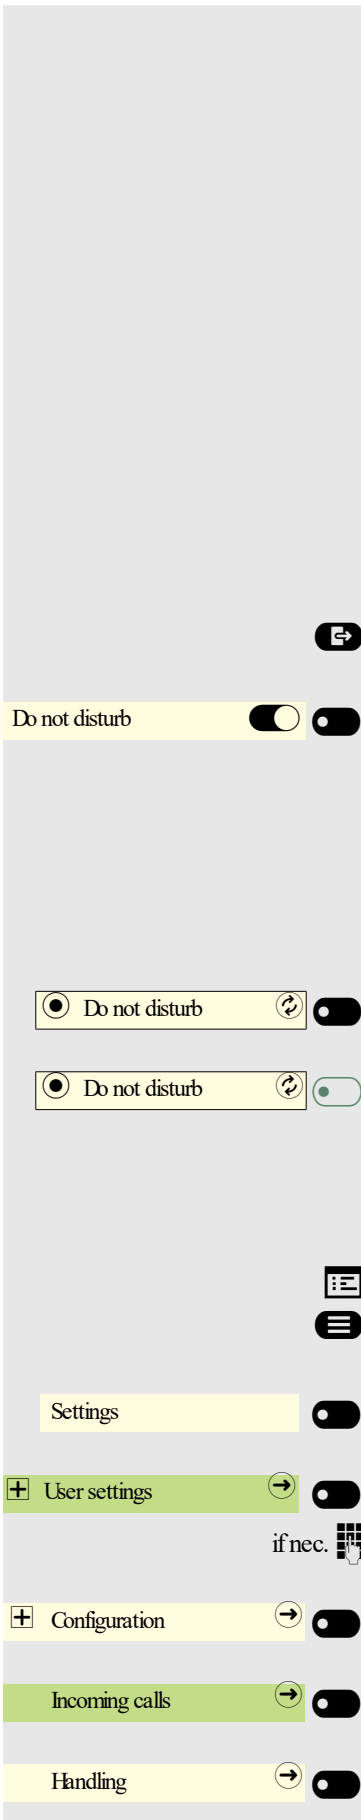 Do not disturb
Do not disturb
Do not disturb
Settings
User settings
if nec.
Configuration
Incoming calls
Handling